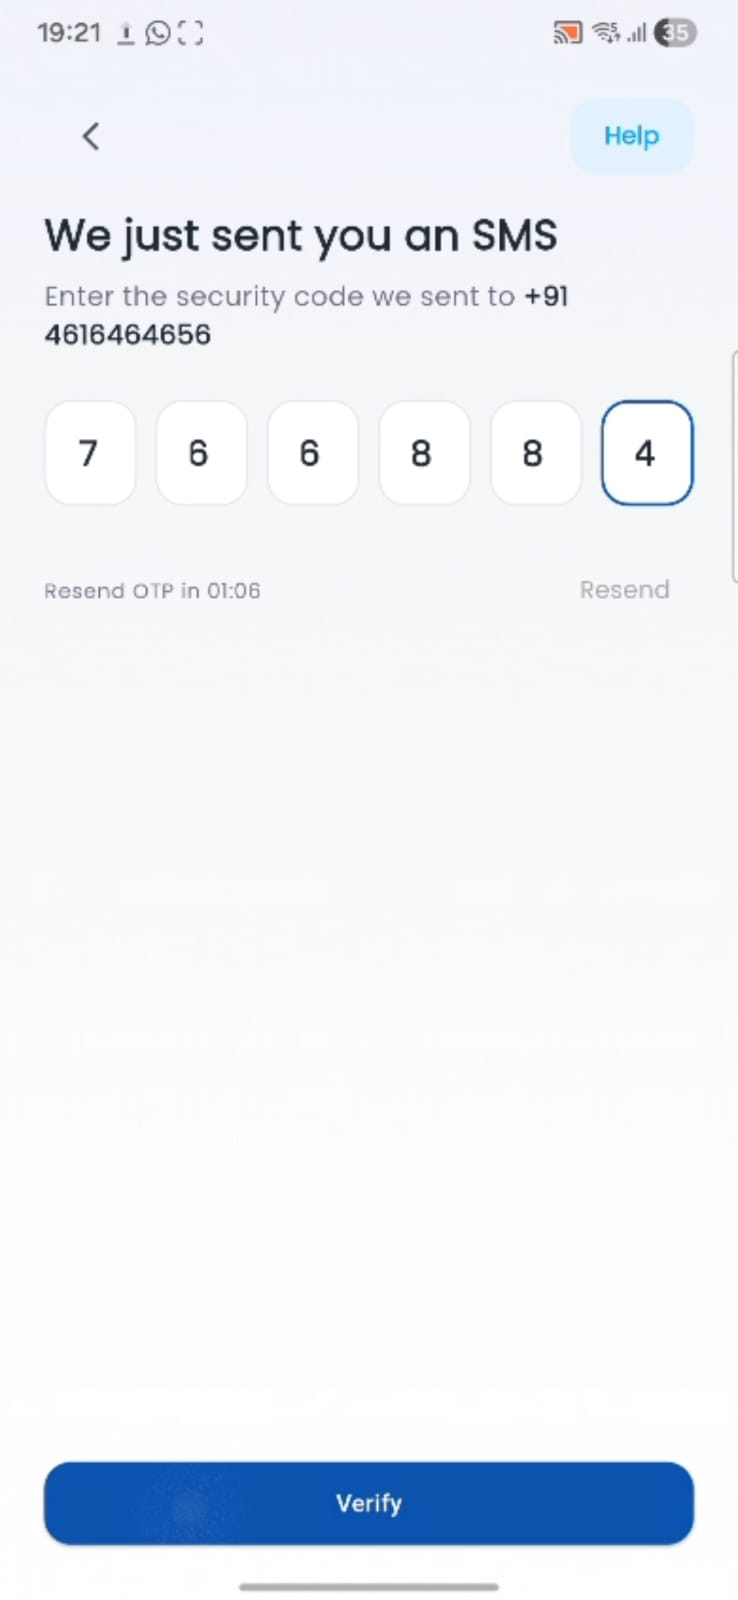 19:21
35
Help
We just sent you an SMS
Enter the security code we sent to +91
4616464656
7 6 6 8 8 4
Resend OTP in 01:06
Resend
Verify